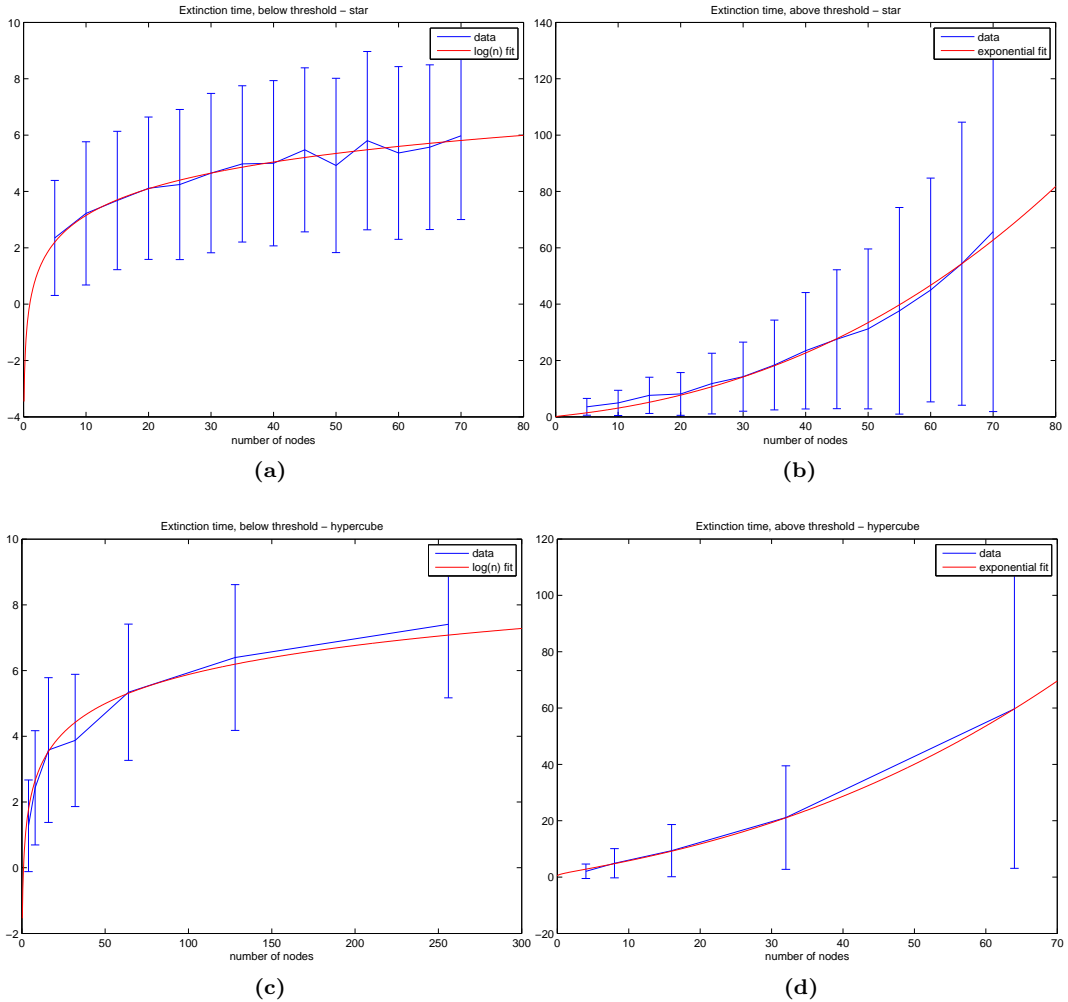 Extinction time, below threshold – star
data
log(n) fit
10
8
6
4
2
0
−2
−4
0 10 20 30 40 50 60 70 80
number of nodes
(a)
Extinction time, above threshold – star
data
exponential fit
140
120
100
80
60
40
20
0
0 10 20 30 40 50 60 70 80
number of nodes
(b)
Extinction time, below threshold – hypercube
data
log(n) fit
10
8
6
4
2
0
−2
0 50 100 150 200 250 300
number of nodes
(c)
Extinction time, above threshold – hypercube
data
exponential fit
120
100
80
60
40
20
0
−20
0 10 20 30 40 50 60 70
number of nodes
(d)